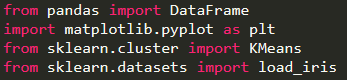 from pandas import DataFrame
import matplotlib.pyplot as plt
from sklearn.cluster import KMeans
from sklearn.datasets import load_iris